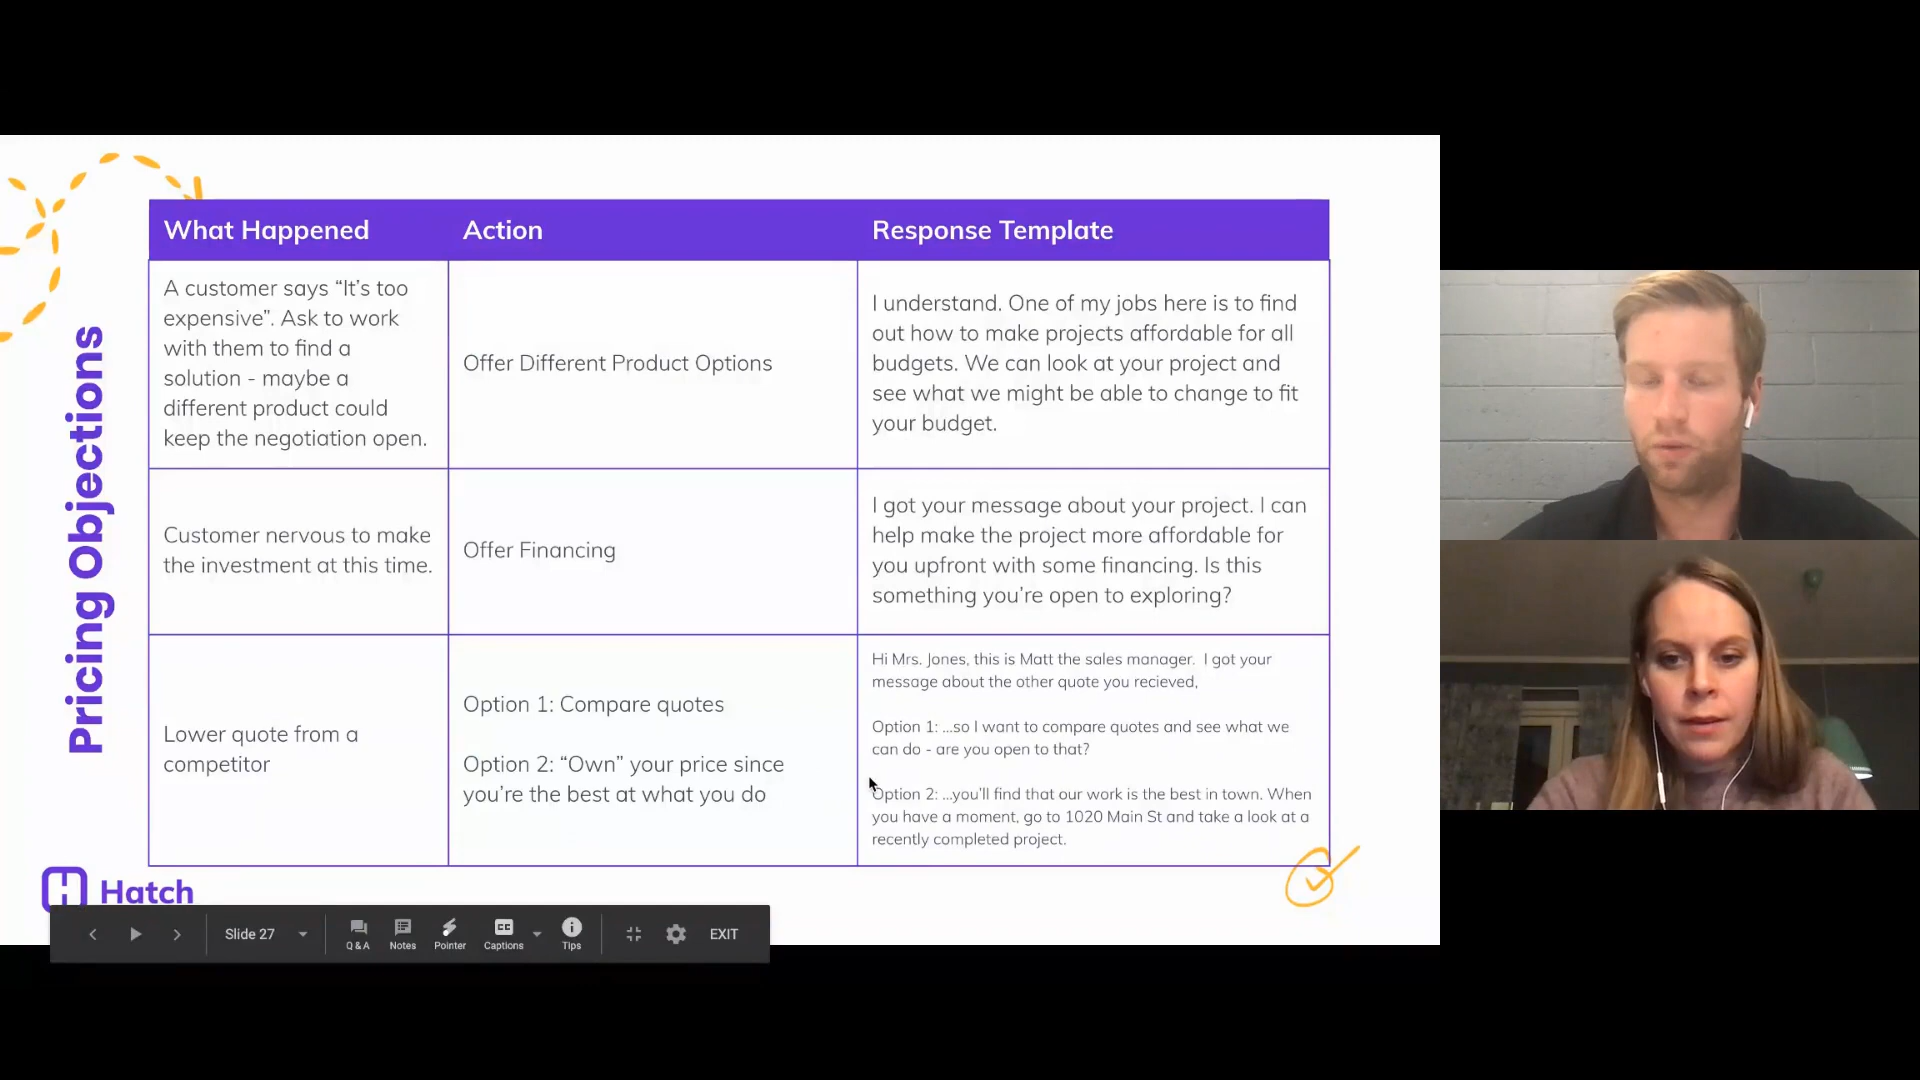 Pricing Objections
What Happened
Action
Response Template
A customer says “It’s too
expensive”. Ask to work
with them to find a
solution - maybe a
different product could
keep the negotiation open.
Offer Different Product Options
I understand. One of my jobs here is to find
out how to make projects affordable for all
budgets. We can look at your project and
see what we might be able to change to fit
your budget.
Customer nervous to make
the investment at this time.
Offer Financing
I got your message about your project. I can
help make the project more affordable for
you upfront with some financing. Is this
something you’re open to exploring?
Lower quote from a
competitor
Option 1: Compare quotes
Option 2: “Own” your price since
you’re the best at what you do
Hi Mrs. Jones, this is Matt the sales manager.  I got your
message about the other quote you recieved,
Option 1: ...so I want to compare quotes and see what we
can do - are you open to that?
Option 2: ...you’ll find that our work is the best in town. When
you have a moment, go to 1020 Main St and take a look at a
recently completed project.
Hatch
Slide 27
Q & A
Notes
Pointer
CC
Captions
Tips
EXIT